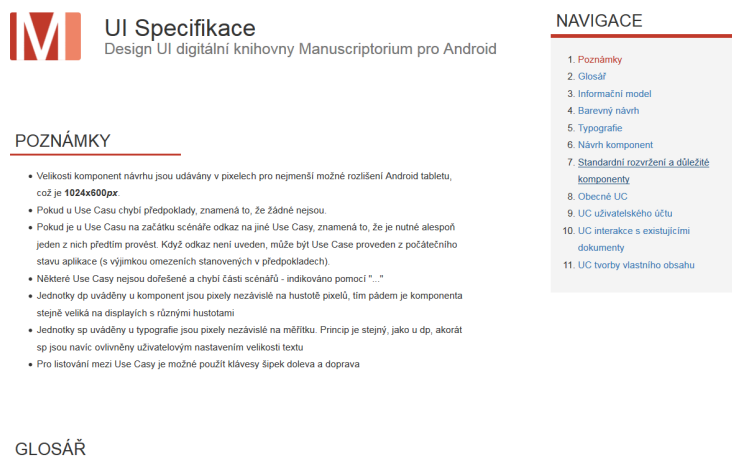 UI Specifikace
Design UI digitální knihovny Manuscriptorium pro Android
POZNÁMKY
• Velikosti komponent návrhu jsou udávány v pixelech pro nejmenší možné rozlišení Android tabletu,
což je 1024x600px.
• Pokud u Use Casu chybí předpoklady, znamená to, že žádné nejsou.
• Pokud je u Use Casu na začátku scénáře odkaz na jiné Use Casy, znamená to, že je nutné alespoň
jeden z nich předtím provést. Když odkaz není uveden, může být Use Case proveden z počátečního
stavu aplikace (s výjimkou omezeních stanovených v předpokladech).
• Některé Use Casy nejsou dořešené a chybí části scénářů - indikováno pomocí "..."
• Jednotky dp uváděny u komponent jsou pixely nezávislé na hustotě pixelů, tím pádem je komponenta
stejně veliká na displayích s různými hustotami
• Jednotky sp uváděny u typografie jsou pixely nezávislé na měřítku. Princip je stejný, jako u dp, akorát
sp jsou navíc ovlivněny uživatelovým nastavením velikosti textu
• Pro listování mezi Use Casy je možné použít klávesy šipek doleva a doprava
GLOSÁŘ
NAVIGACE
1. Poznámky
2. Glosář
3. Informační model
4. Barevný návrh
5. Typografie
6. Návrh komponent
7. Standardní rozvržení a důležité
komponenty
8. Obecné UC
9. UC uživatelského účtu
10. UC interakce s existujícími
dokumenty
11. UC tvorby vlastního obsahu